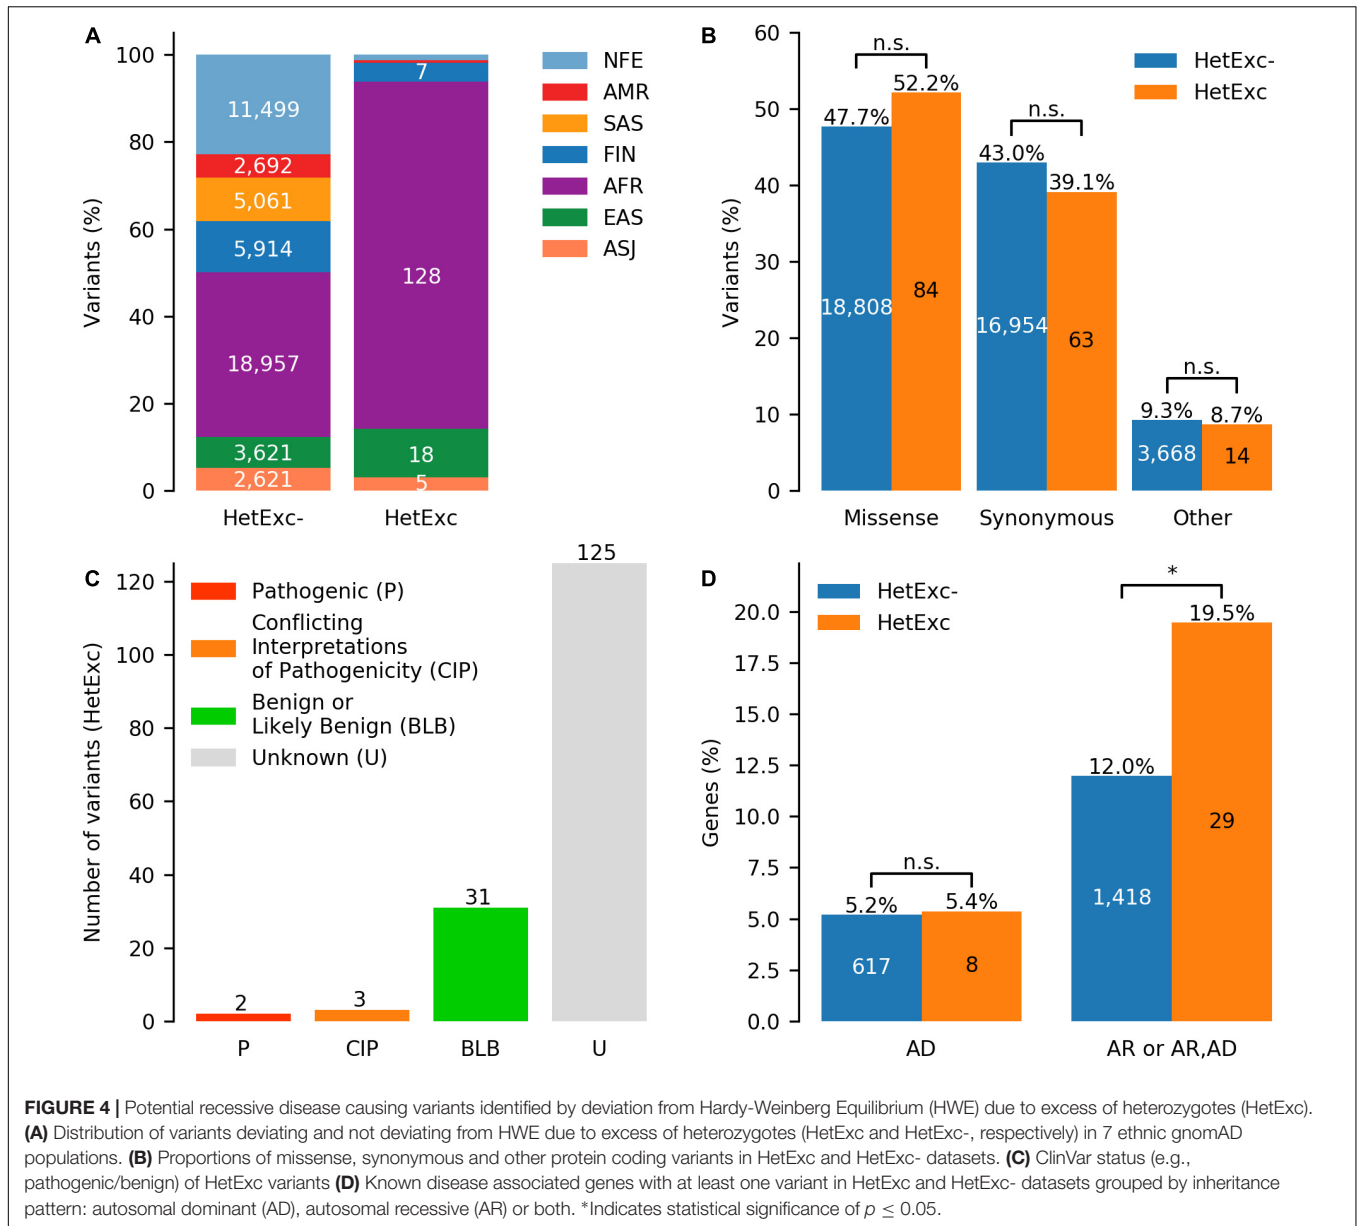 A
Variants (%)
100
80
60
40
20
0
11,499
2,692
5,061
5,914
18,957
3,621
2,621
7
128
18
5
HetExc-
HetExc
NFE
AMR
SAS
FIN
AFR
EAS
ASJ
B
Variants (%)
60
50
40
30
20
10
0
n.s.
47.7%
52.2%
18,808
84
n.s.
43.0%
39.1%
16,954
63
n.s.
9.3%
8.7%
3,668
14
Missense
Synonymous
Other
HetExc-
HetExc
C
Number of variants (HetExc)
120
100
80
60
40
20
0
Pathogenic (P)
Conflicting
Interpretations
of Pathogenicity (CIP)
Benign or
Likely Benign (BLB)
Unknown (U)
2
3
31
125
P
CIP
BLB
U
D
Genes (%)
20.0
17.5
15.0
12.5
10.0
7.5
5.0
2.5
0.0
HetExc-
HetExc
n.s.
5.2%
5.4%
617
8
*
12.0%
19.5%
1,418
29
AD
AR or AR,AD
FIGURE 4 | Potential recessive disease causing variants identified by deviation from Hardy-Weinberg Equilibrium (HWE) due to excess of heterozygotes (HetExc).
(A) Distribution of variants deviating and not deviating from HWE due to excess of heterozygotes (HetExc and HetExc-, respectively) in 7 ethnic gnomAD
populations. (B) Proportions of missense, synonymous and other protein coding variants in HetExc and HetExc- datasets. (C) ClinVar status (e.g.,
pathogenic/benign) of HetExc variants (D) Known disease associated genes with at least one variant in HetExc and HetExc- datasets grouped by inheritance
pattern: autosomal dominant (AD), autosomal recessive (AR) or both. *Indicates statistical significance of p ≤ 0.05.